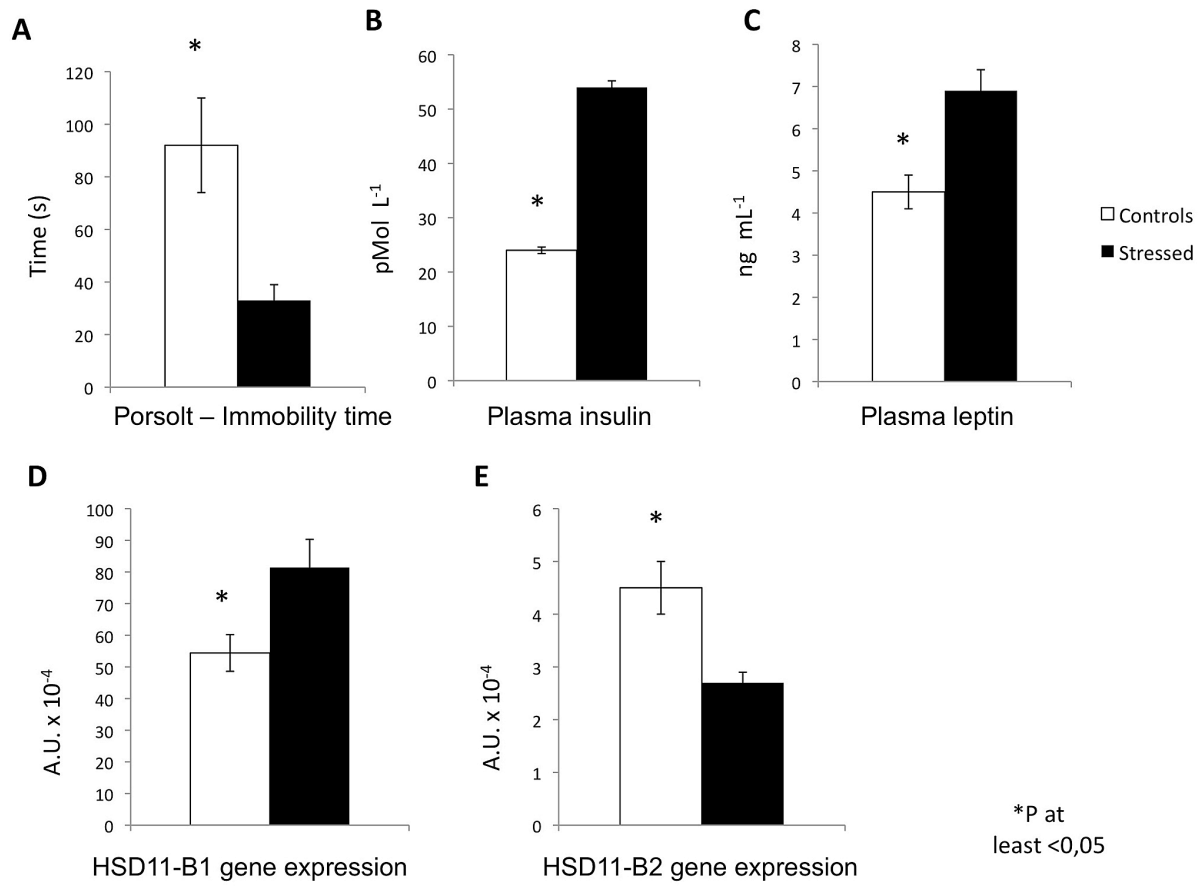 A
*
120
100
80
60
40
20
0
Time (s)
Porsolt – Immobility time
B
60
50
40
30
20
10
0
pMol L-1
*
Plasma insulin
C
8
7
6
5
4
3
2
1
0
ng mL-1
*
Plasma leptin
Controls
Stressed
D
100
90
80
70
60
50
40
30
20
10
0
A.U. x 10-4
*
HSD11-B1 gene expression
E
6
5
4
3
2
1
0
A.U. x 10-4
*
HSD11-B2 gene expression
*P at
least <0,05